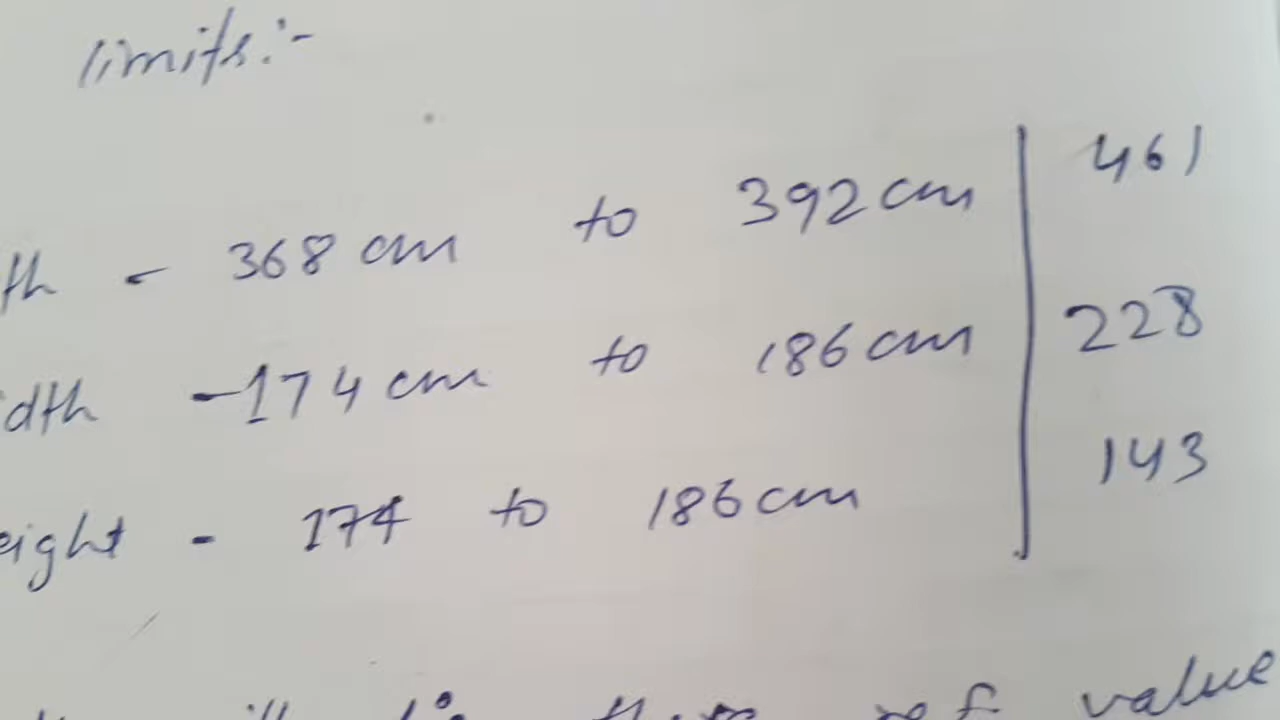 limits:-
th - 368 cm to 392 cm | 461
idth - 174 cm to 186 cm | 228
eight - 174 to 186 cm | 143
value